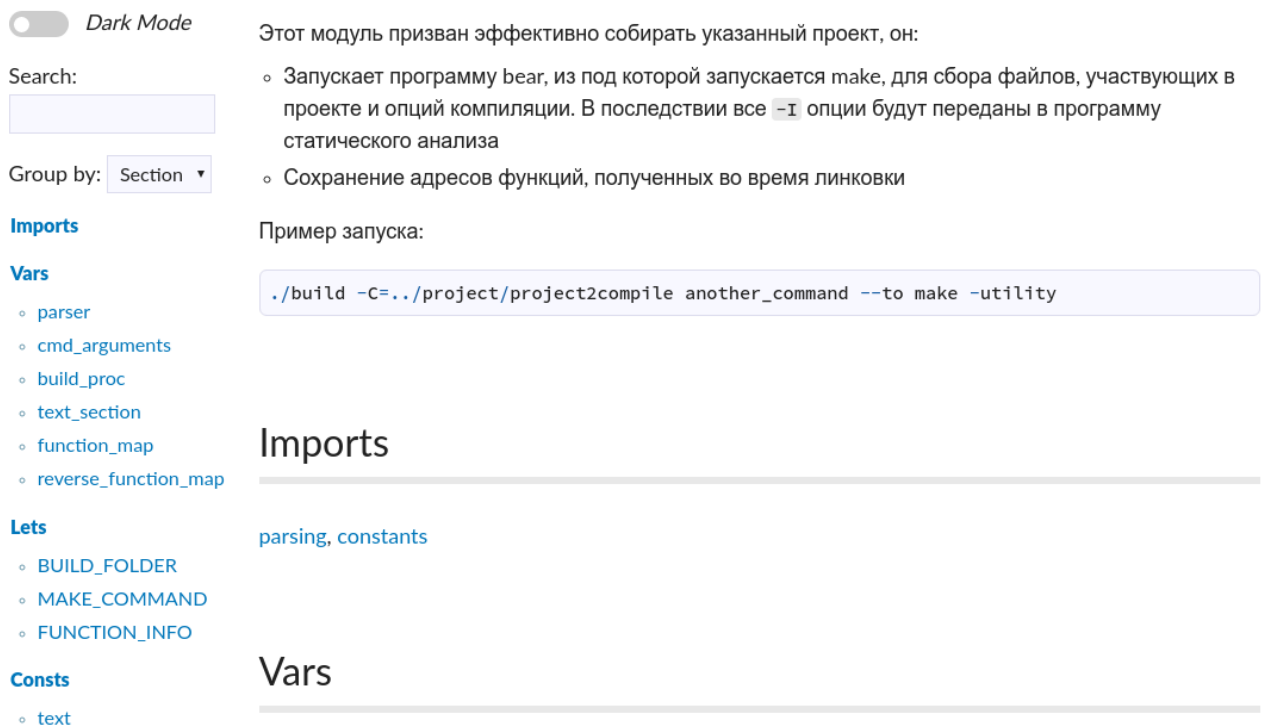 Dark Mode
Search:
Group by: Section
Imports
Vars
parser
cmd_arguments
build_proc
text_section
function_map
reverse_function_map
Lets
BUILD_FOLDER
MAKE_COMMAND
FUNCTION_INFO
Consts
text
Этот модуль призван эффективно собирать указанный проект, он:
Запускает программу bear, из под которой запускается make, для сбора файлов, участвующих в
проекте и опций компиляции. В последствии все -I опции будут переданы в программу
статического анализа
Сохранение адресов функций, полученных во время линковки
Пример запуска:
./build -C=../project/project2compile another_command --to make -utility
Imports
parsing, constants
Vars